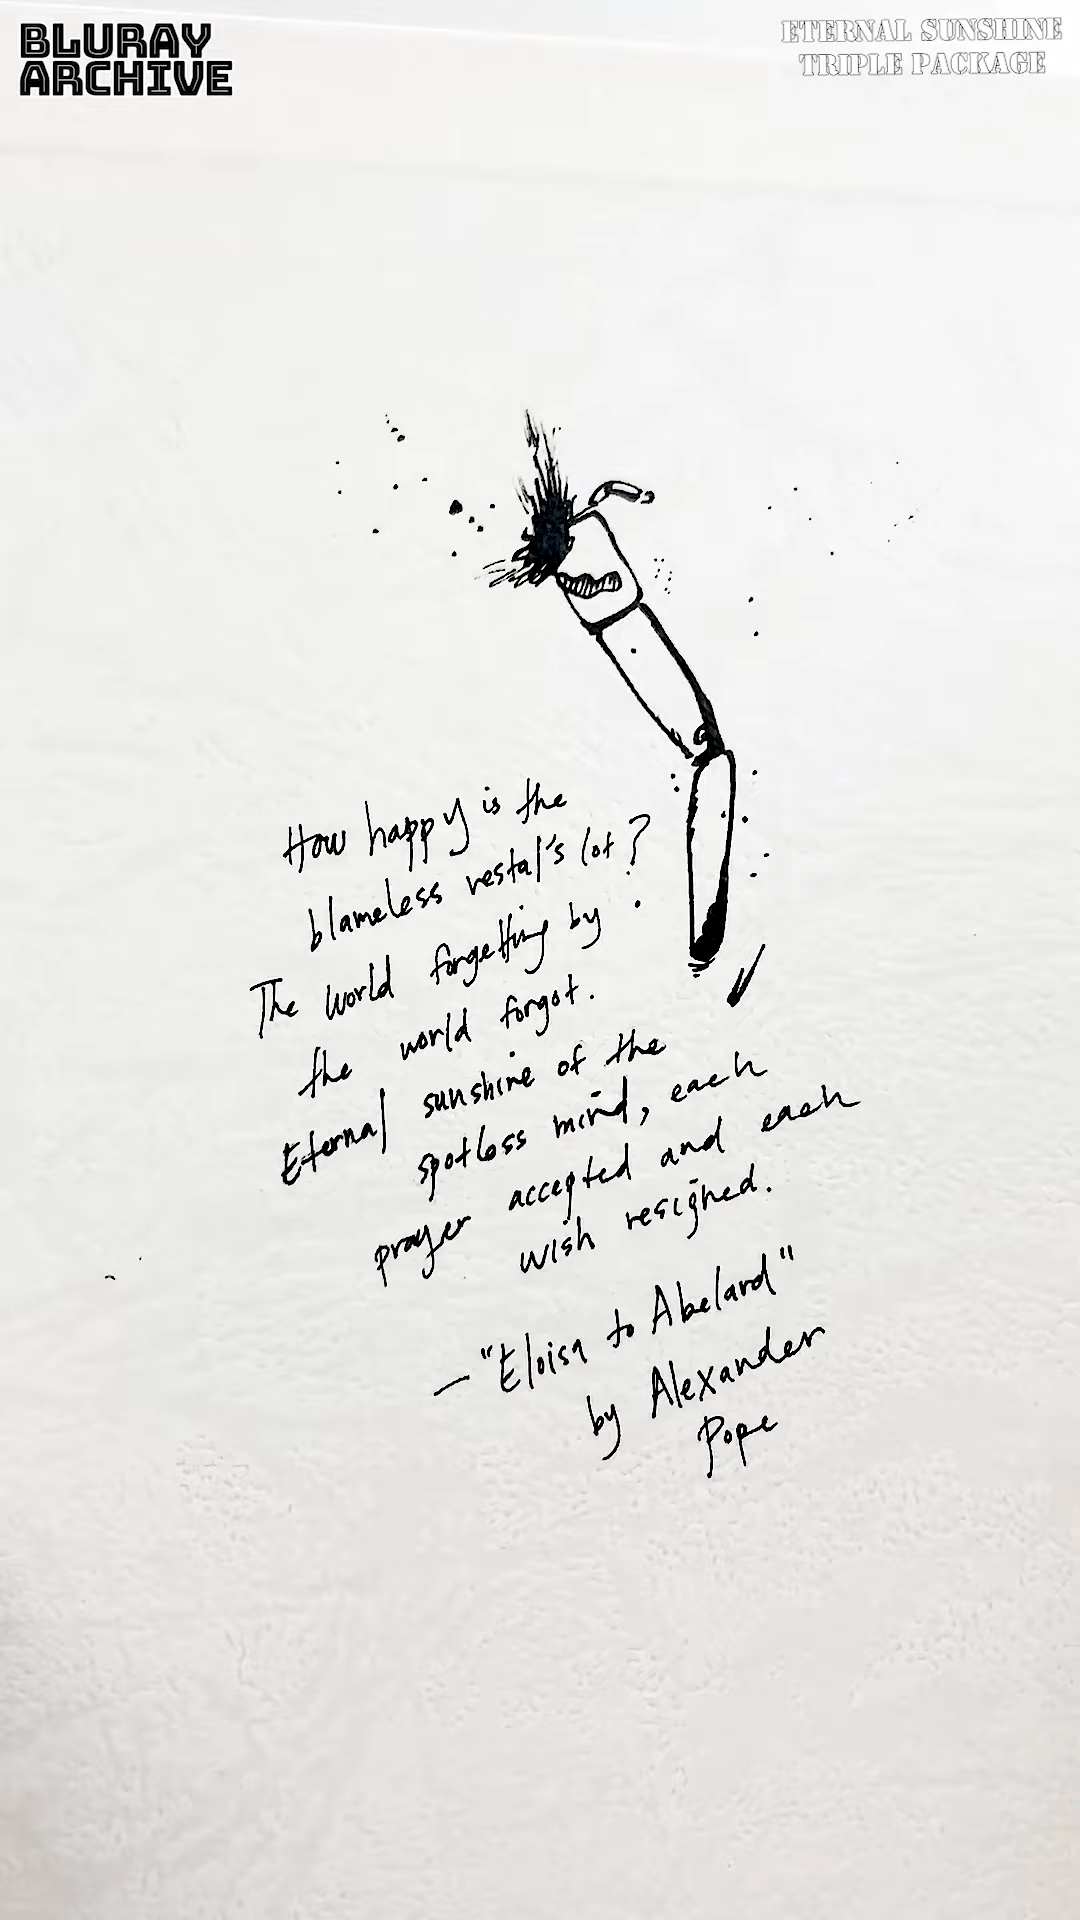 BLURAY
ARCHIVE
ETERNAL SUNSHINE
TRIPLE PACKAGE
How happy is the
blameless vestal's lot?
The world forgetting by
the world forgot.
Eternal sunshine of the
spotless mind, each
prayer accepted and each
wish resigned.
— "Eloisa to Abelard"
by Alexander
Pope